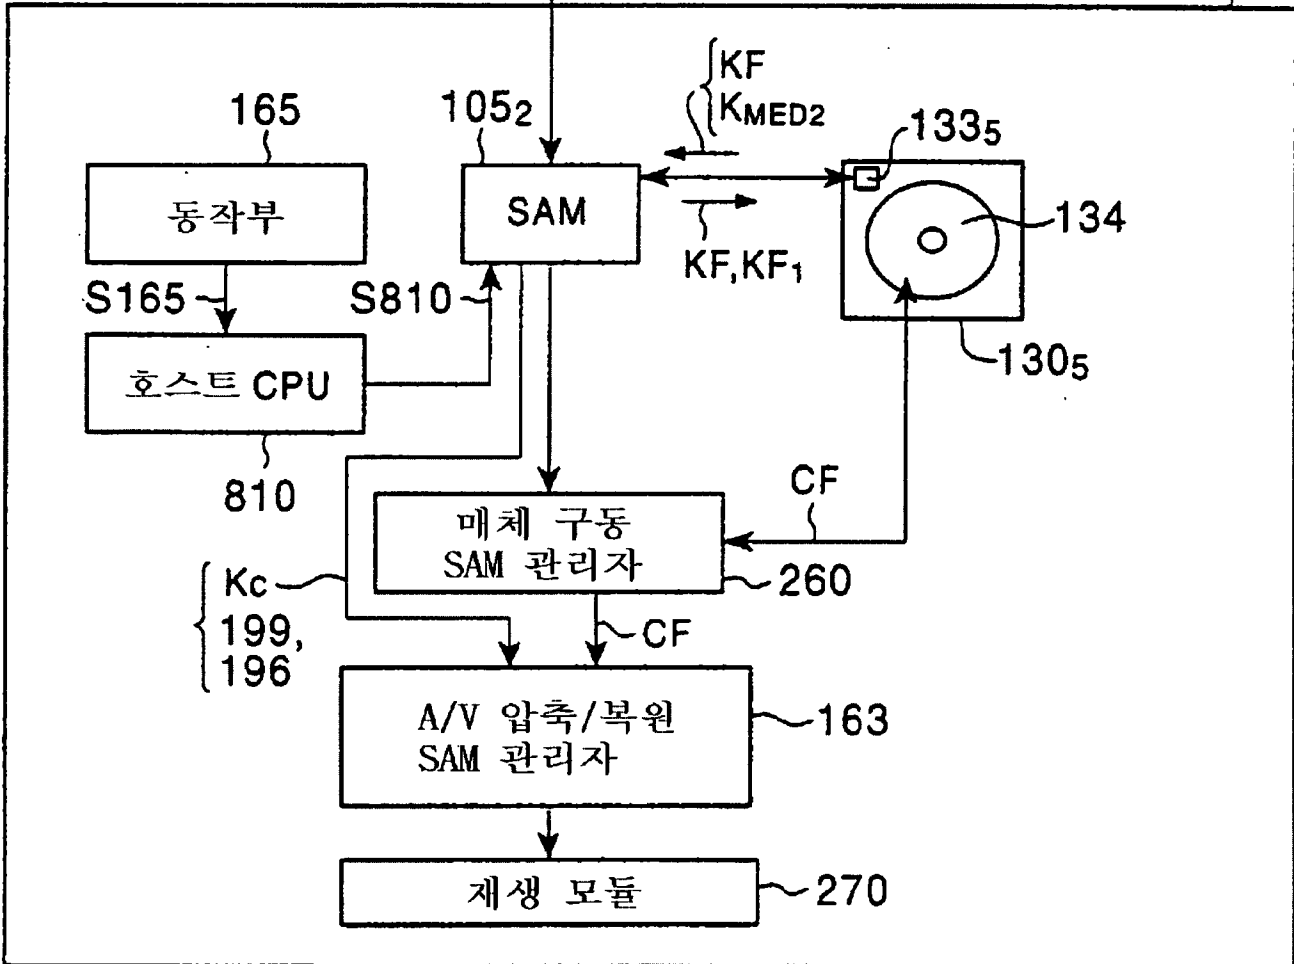 KF
KMED2
165
1052
1335
동작부
SAM
134
KF,KF1
S165
S810
1305
호스트 CPU
810
CF
매체 구동
SAM 관리자
260
Kc
199,
196
CF
A/V 압축/복원
SAM 관리자
163
재생 모듈
270